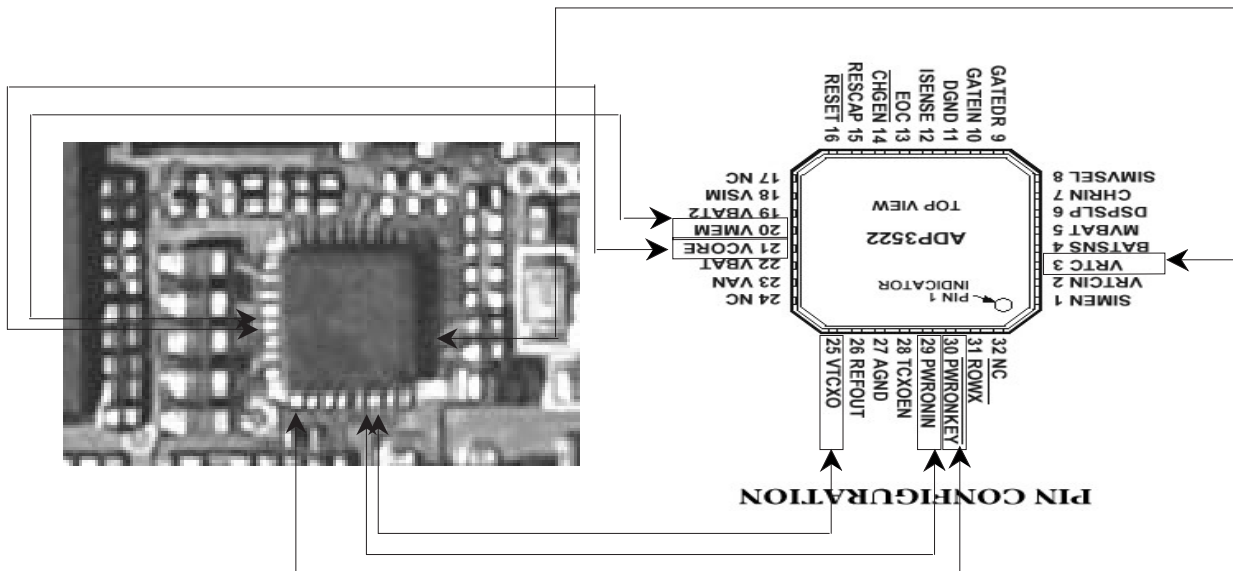 GATEDR 9
GATEIN 10
DGND 11
ISENSE 12
EOC 13
CHGEN 14
RESCAP 15
RESET 16
17 NC
18 VSIM
19 VBAT2
20 VMEM
21 VCORE
22 VBAT
23 VAN
24 NC
TOP VIEW
ADP3522
PIN 1
INDICATOR
SIMVSEL 8
CHRIN 7
DSPSLP 6
MVBAT 5
BATSNS 4
VRTC 3
VRTCIN 2
SIMEN 1
25 VTCXO
26 REFOUT
27 AGND
28 TCXOEN
29 PWRONIN
30 PWRONKEY
31 ROWX
32 NC
PIN CONFIGURATION